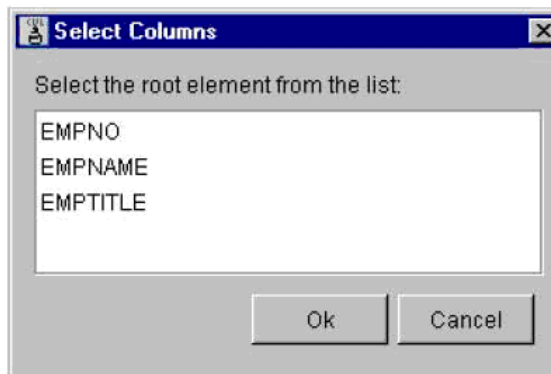 Select Columns
Select the root element from the list:
EMPNO
EMPNAME
EMPTITLE
Ok Cancel